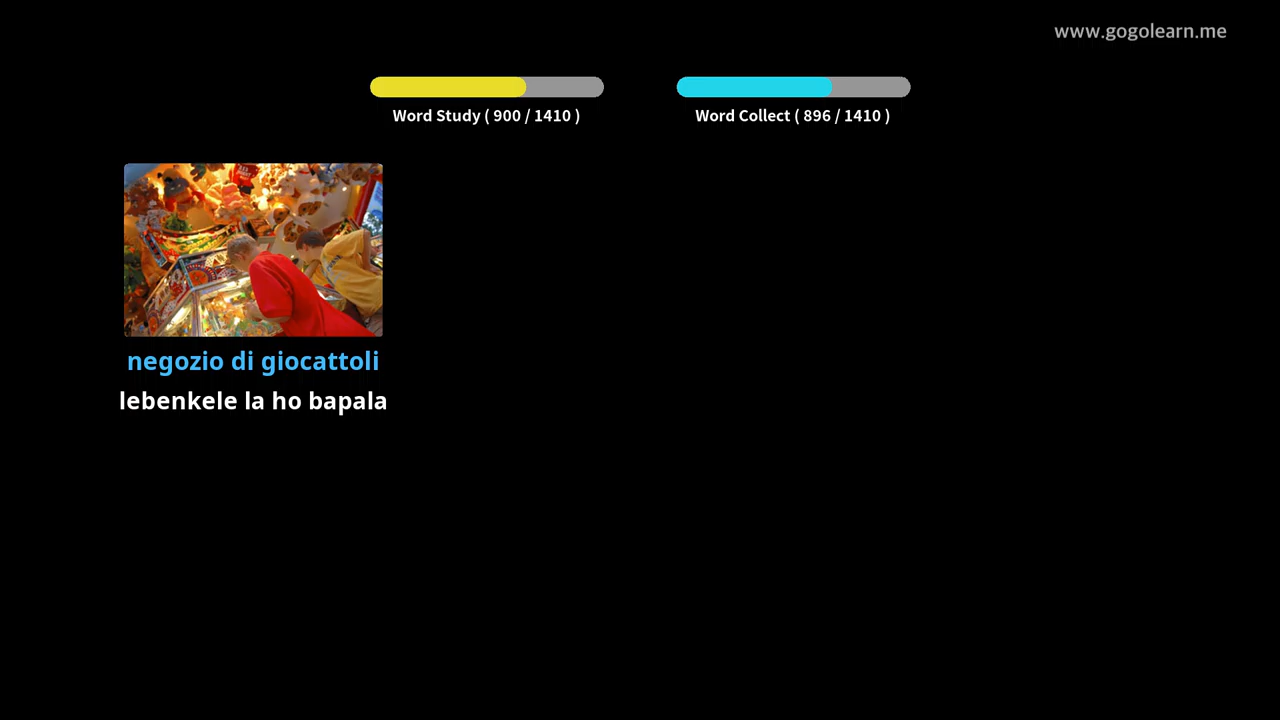 www.gogolearn.me
Word Study ( 900 / 1410 )
Word Collect ( 896 / 1410 )
negozio di giocattoli
lebenkele la ho bapala